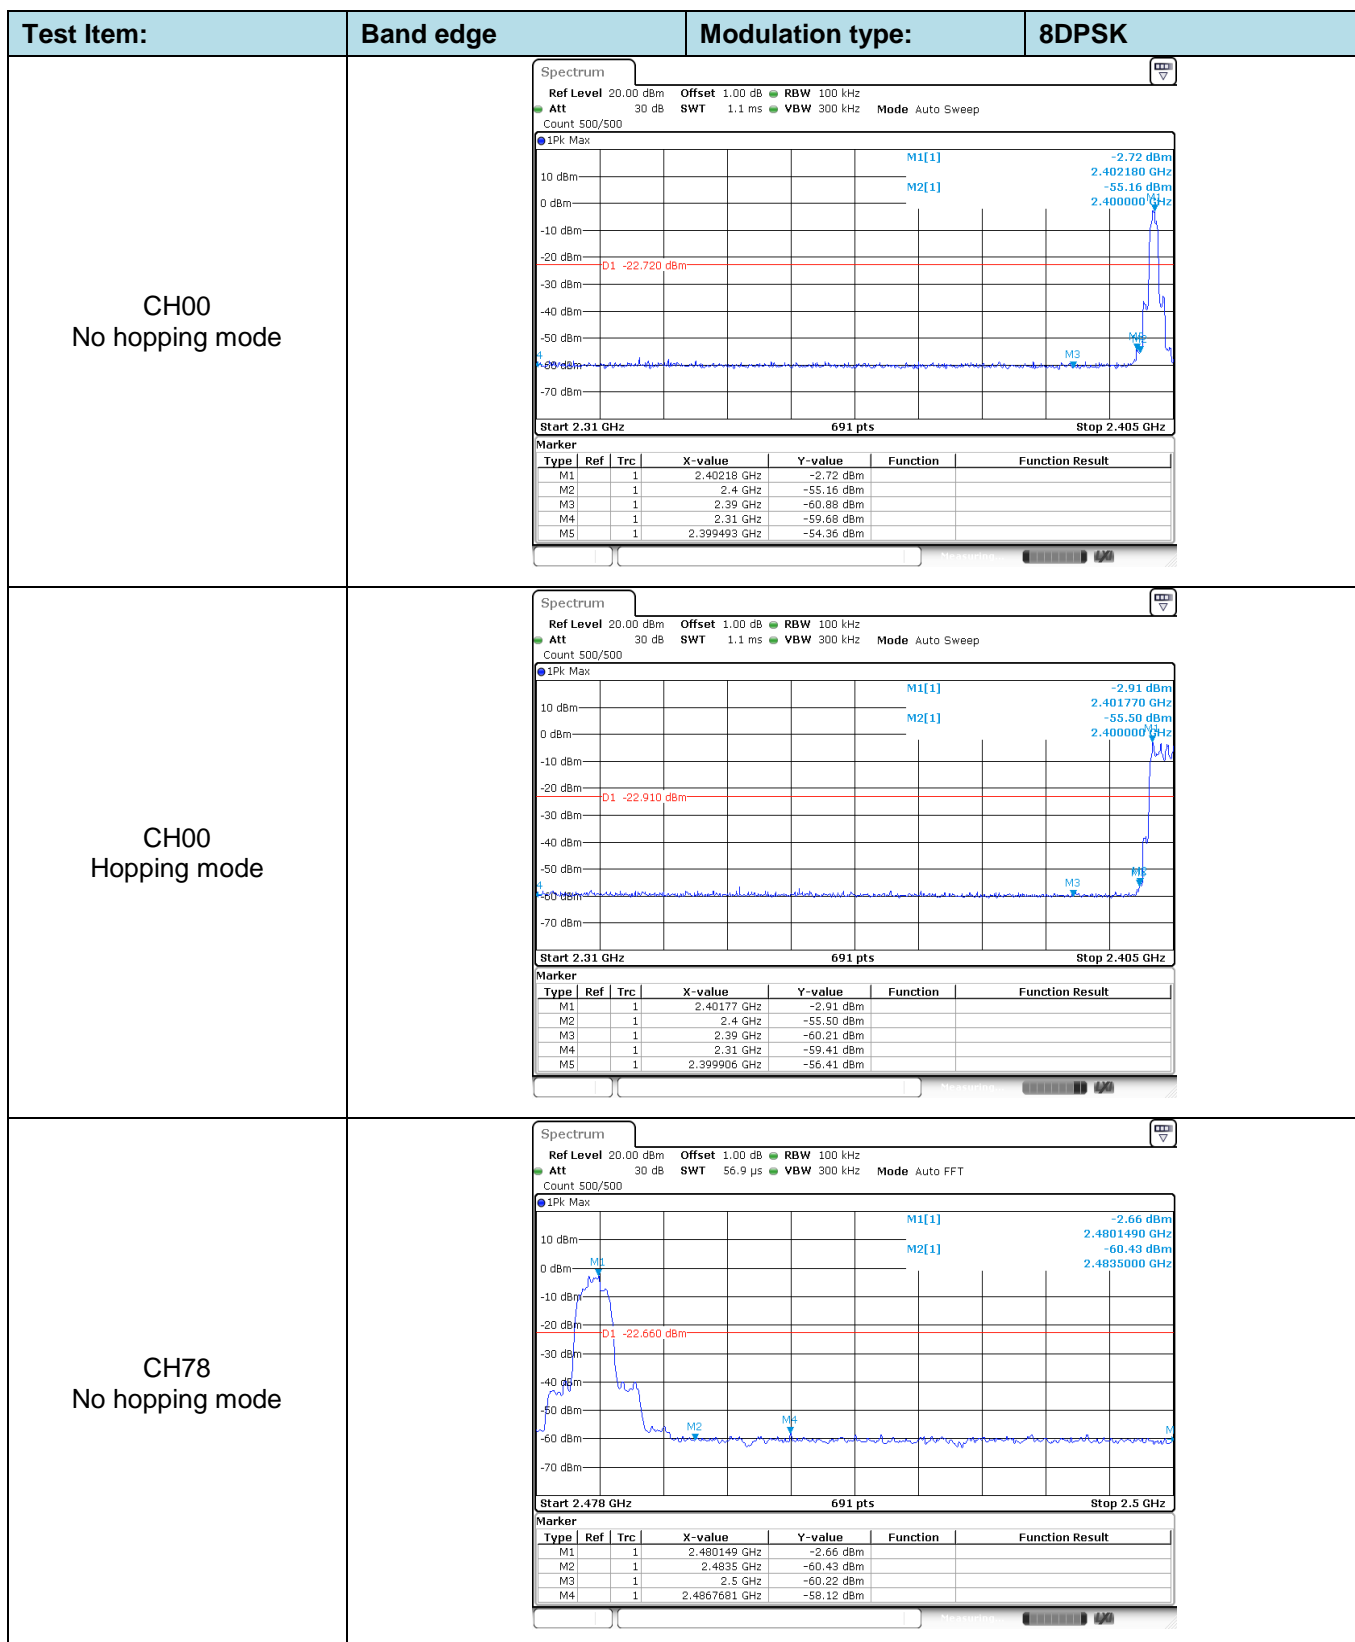 Test Item: Band edge Modulation type: 8DPSK
CH00
No hopping mode
Spectrum
Ref Level 20.00 dBm Offset 1.00 dB RBW 100 kHz
Att 30 dB SWT 1.1 ms VBW 300 kHz Mode Auto Sweep
Count 500/500
1Pk Max
M1[1] -2.72 dBm
2.402180 GHz
M2[1] -55.16 dBm
2.400000 GHz
M1
10 dBm
0 dBm
-10 dBm
-20 dBm
D1 -22.720 dBm
-30 dBm
-40 dBm
-50 dBm
M3
-60 dBm
-70 dBm
Start 2.31 GHz 691 pts Stop 2.405 GHz
Marker
Type Ref Trc X-value Y-value Function Function Result
M1 1 2.40218 GHz -2.72 dBm
M2 1 2.4 GHz -55.16 dBm
M3 1 2.39 GHz -60.88 dBm
M4 1 2.31 GHz -59.68 dBm
M5 1 2.399493 GHz -54.36 dBm
Measuring...
CH00
Hopping mode
Spectrum
Ref Level 20.00 dBm Offset 1.00 dB RBW 100 kHz
Att 30 dB SWT 1.1 ms VBW 300 kHz Mode Auto Sweep
Count 500/500
1Pk Max
M1[1] -2.91 dBm
2.401770 GHz
M2[1] -55.50 dBm
2.400000 GHz
M1
10 dBm
0 dBm
-10 dBm
-20 dBm
D1 -22.910 dBm
-30 dBm
-40 dBm
-50 dBm
M3
-60 dBm
-70 dBm
Start 2.31 GHz 691 pts Stop 2.405 GHz
Marker
Type Ref Trc X-value Y-value Function Function Result
M1 1 2.40177 GHz -2.91 dBm
M2 1 2.4 GHz -55.50 dBm
M3 1 2.39 GHz -60.21 dBm
M4 1 2.31 GHz -59.41 dBm
M5 1 2.399906 GHz -56.41 dBm
Measuring...
CH78
No hopping mode
Spectrum
Ref Level 20.00 dBm Offset 1.00 dB RBW 100 kHz
Att 30 dB SWT 56.9 µs VBW 300 kHz Mode Auto FFT
Count 500/500
1Pk Max
M1[1] -2.66 dBm
2.4801490 GHz
M2[1] -60.43 dBm
2.4835000 GHz
10 dBm
M1
0 dBm
-10 dBm
-20 dBm
D1 -22.660 dBm
-30 dBm
-40 dBm
-50 dBm
M2 M4
-60 dBm
-70 dBm
Start 2.478 GHz 691 pts Stop 2.5 GHz
Marker
Type Ref Trc X-value Y-value Function Function Result
M1 1 2.480149 GHz -2.66 dBm
M2 1 2.4835 GHz -60.43 dBm
M3 1 2.5 GHz -60.22 dBm
M4 1 2.4867681 GHz -58.12 dBm
Measuring...